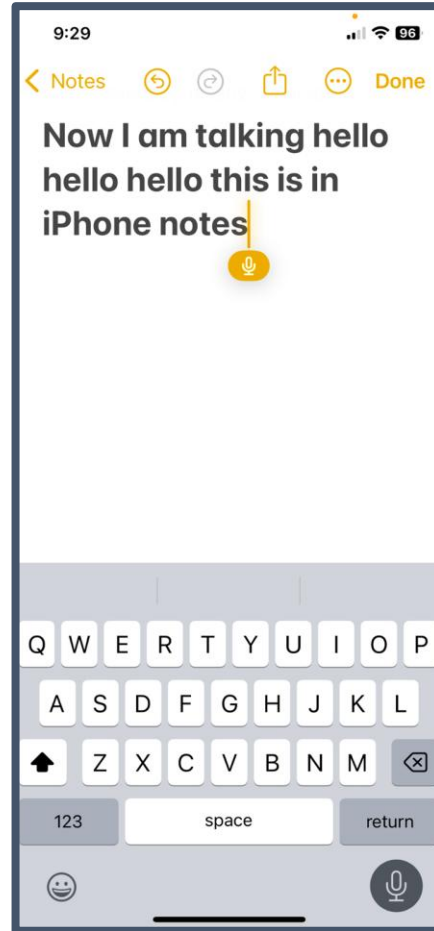 9:29
96
Notes
Done
Now I am talking hello
hello hello this is in
iPhone notes
Q W E R T Y U I O P
A S D F G H J K L
Z X C V B N M
123 space return